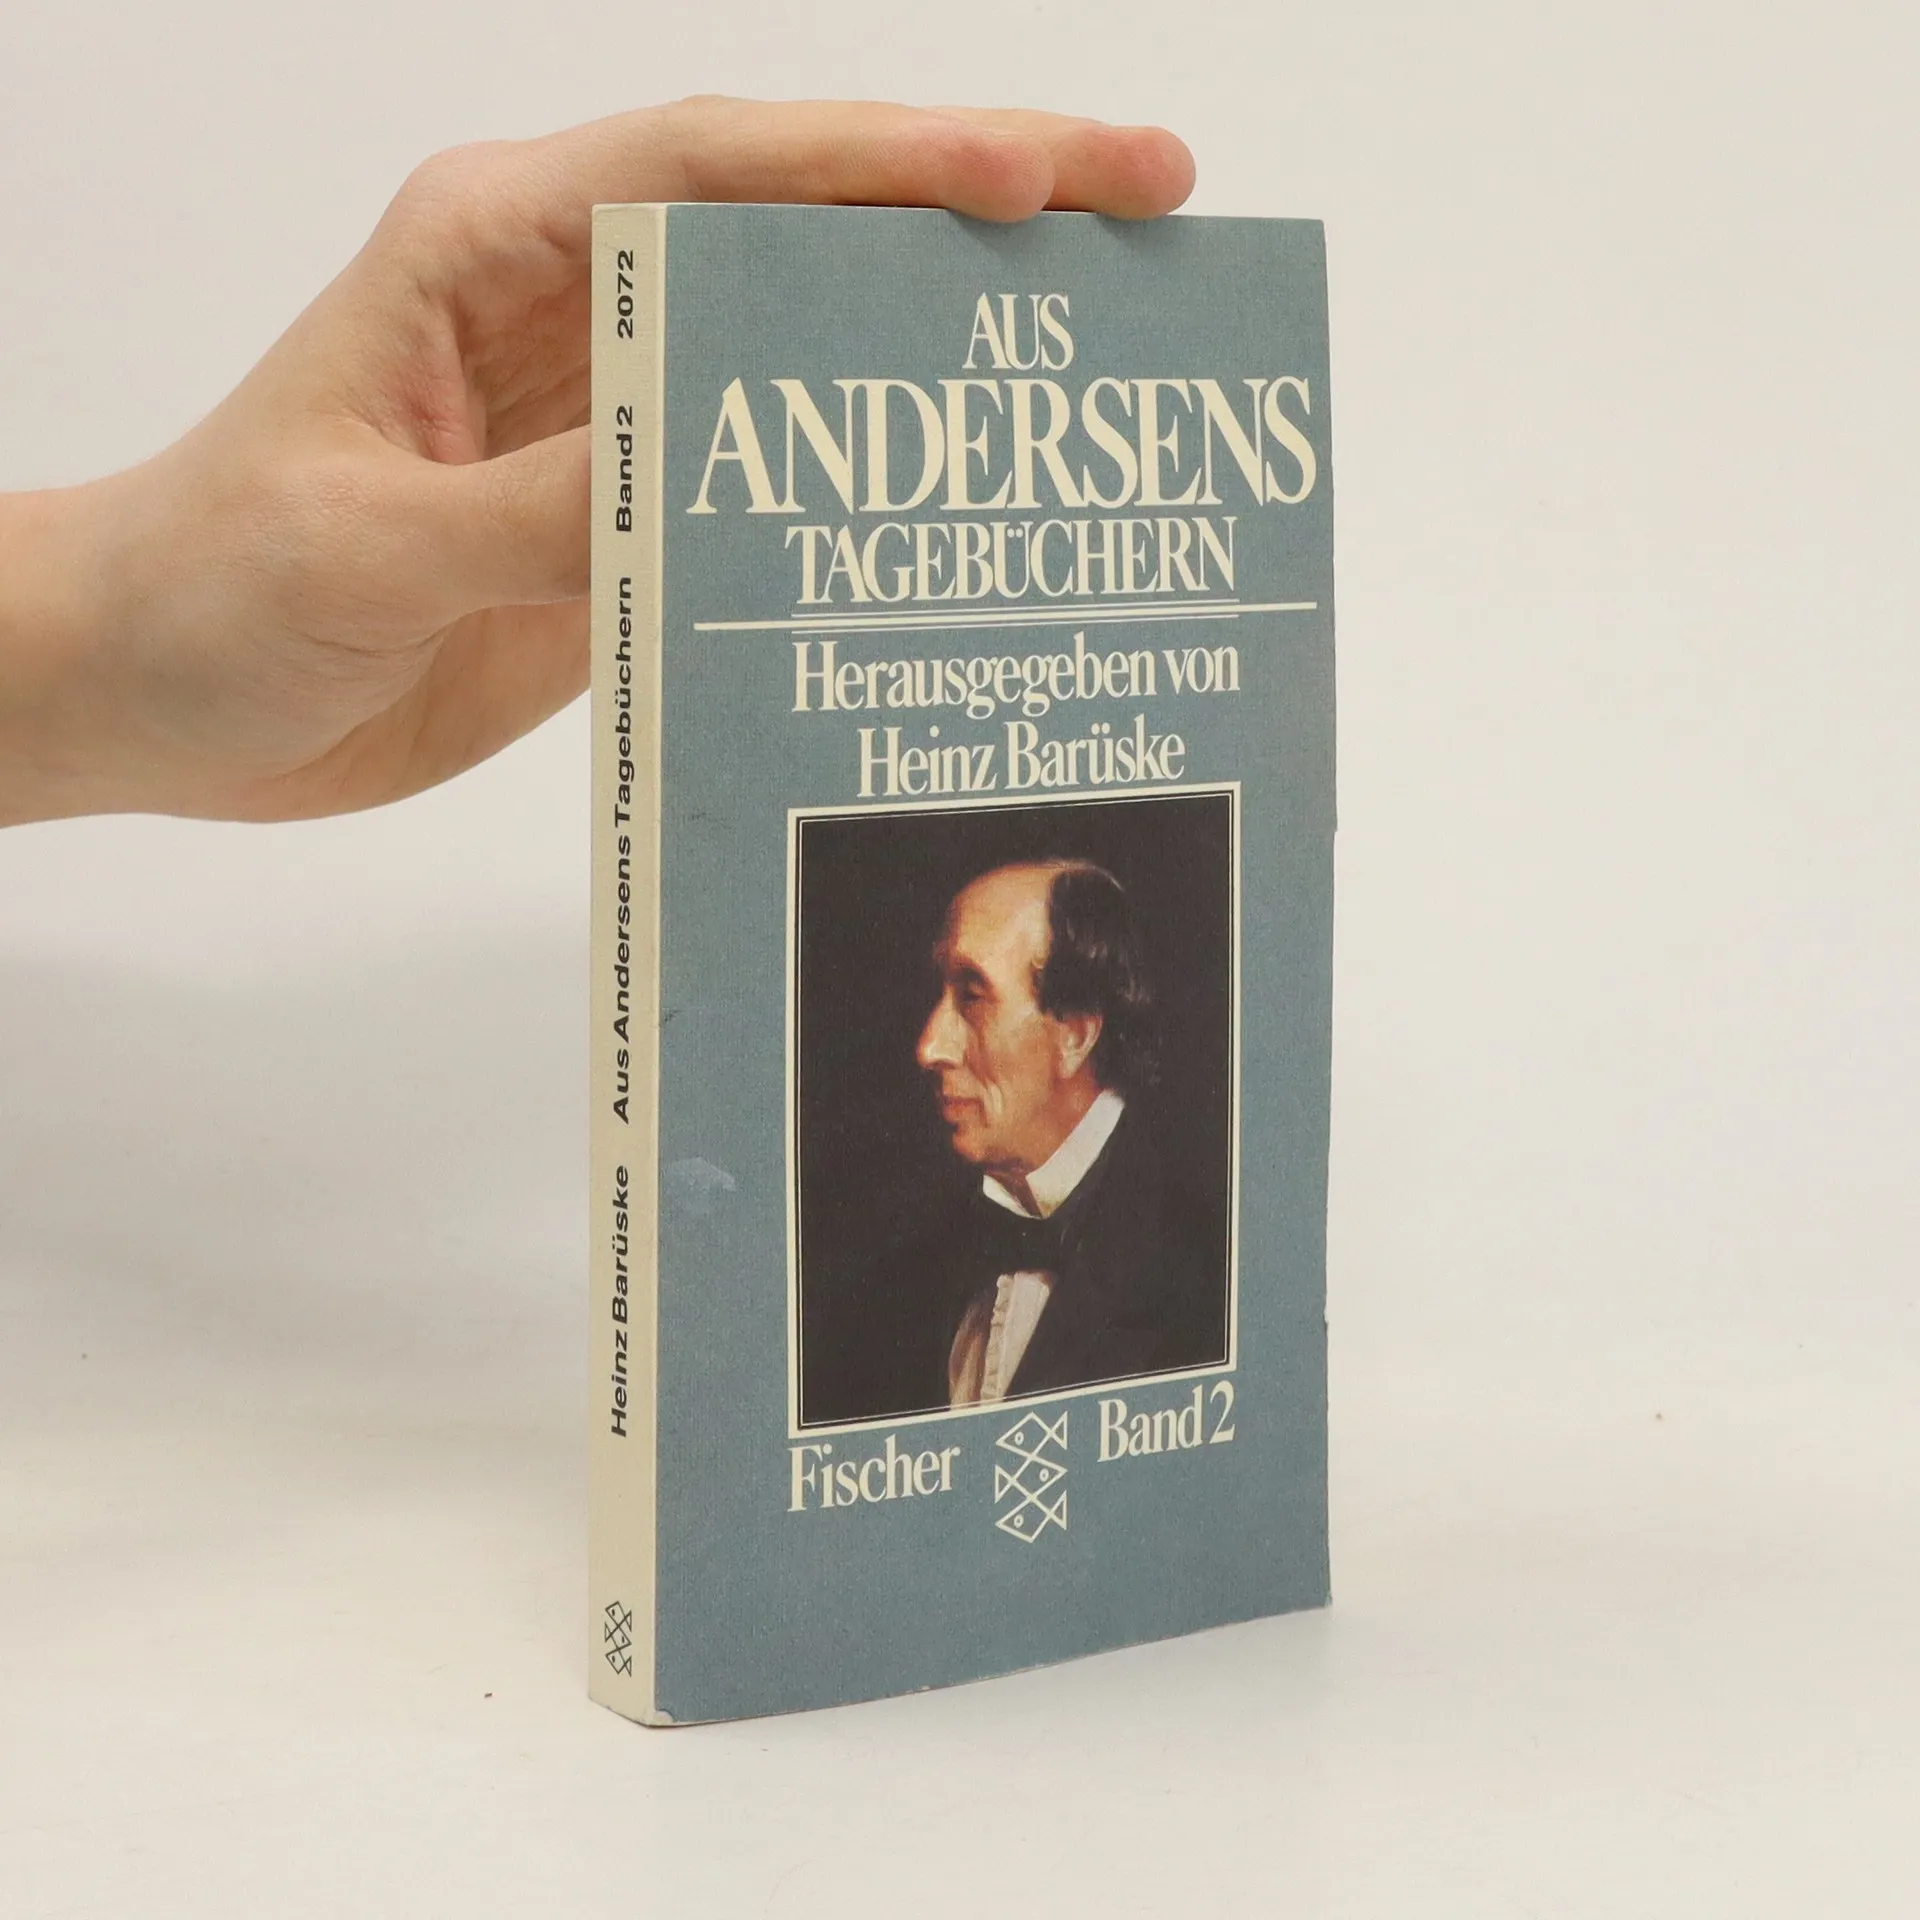 AUS
ANDERSENS
TAGEBÜCHERN
Herausgegeben von
Heinz Barüske
Fischer
Band 2
Heinz Barüske Aus Andersens Tagebüchern Band 2 2072